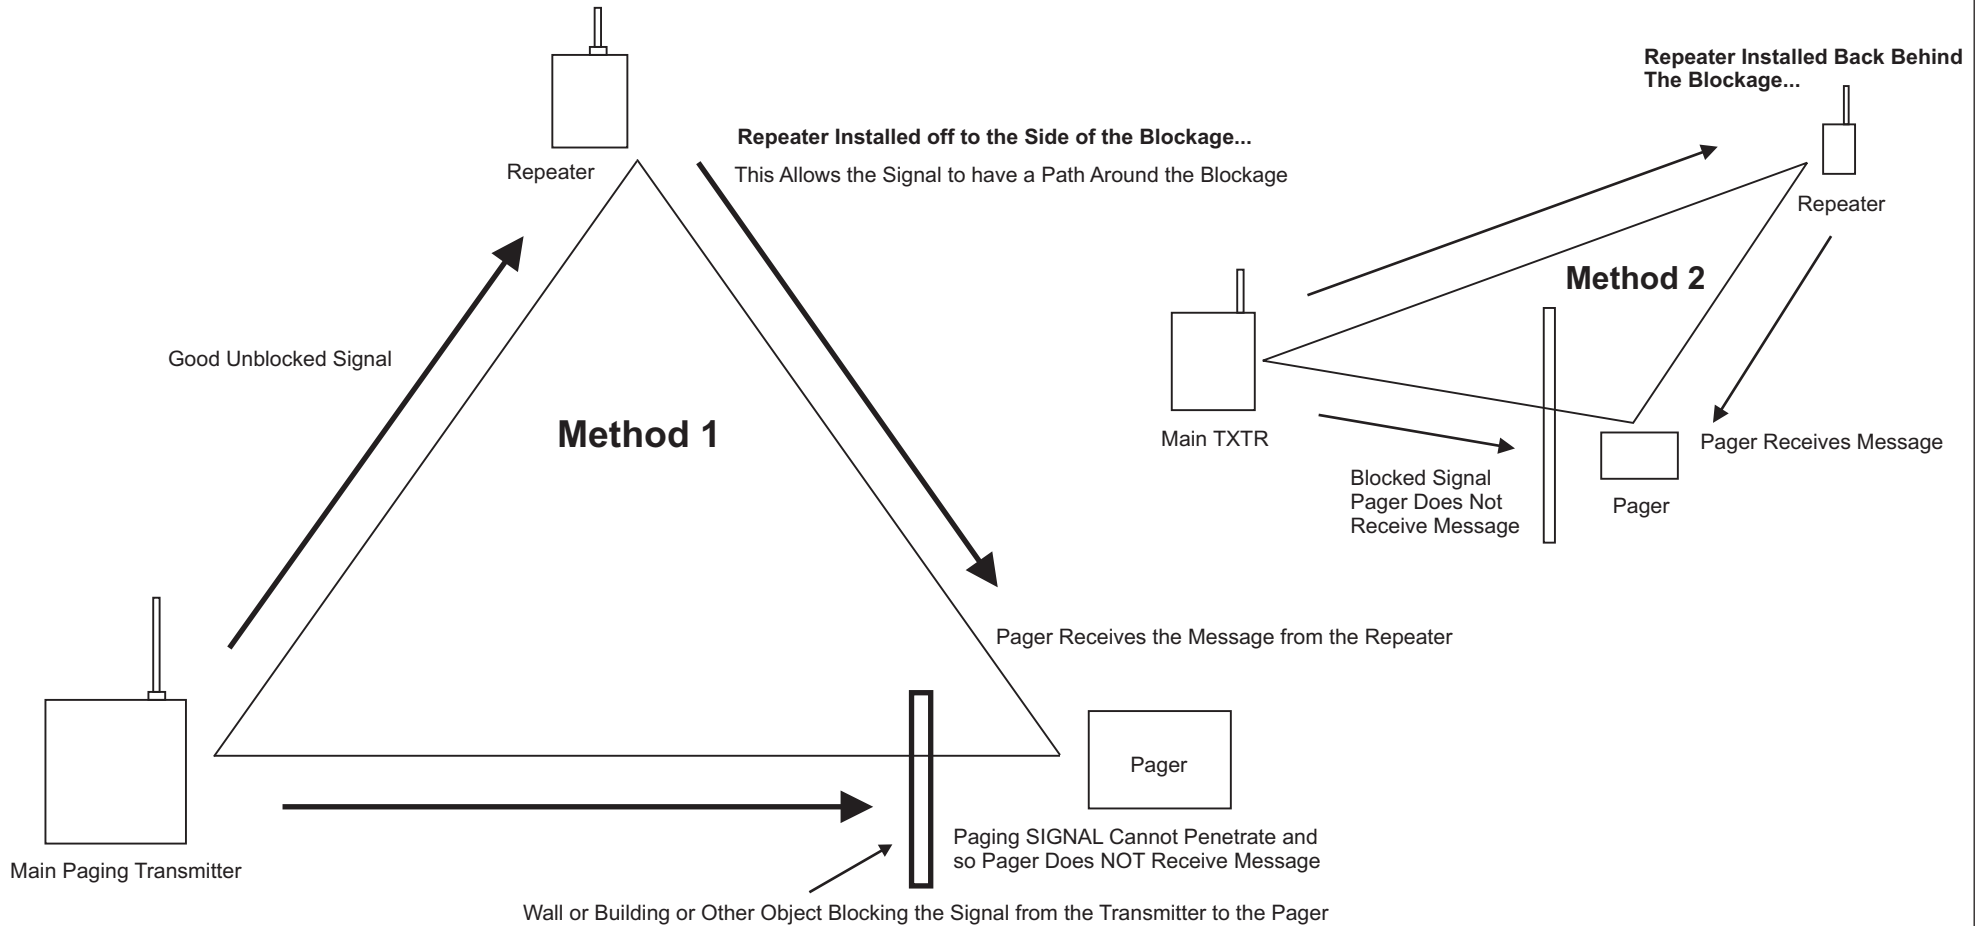 Repeater Installed Back Behind
The Blockage...
Repeater Installed off to the Side of the Blockage...
Repeater
This Allows the Signal to have a Path Around the Blockage
Repeater
Method 2
Good Unblocked Signal
Method 1
Main TXTR
Pager Receives Message
Blocked Signal
Pager Does Not
Receive Message
Pager
Pager Receives the Message from the Repeater
Pager
Paging SIGNAL Cannot Penetrate and
so Pager Does NOT Receive Message
Main Paging Transmitter
Wall or Building or Other Object Blocking the Signal from the Transmitter to the Pager